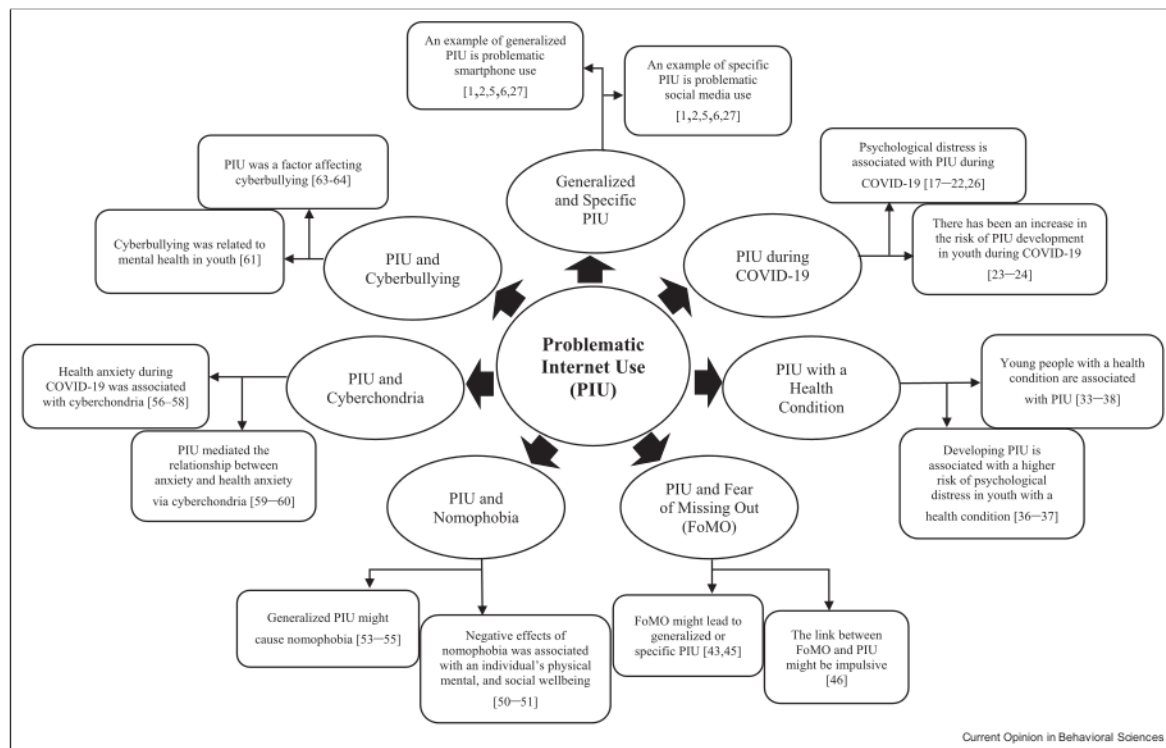 An example of generalized
PIU is problematic
smartphone use
[1,2,5,6,27]
An example of specific
PIU is problematic
social media use
[1,2,5,6,27]
PIU was a factor affecting
cyberbullying [63-64]
Cyberbullying was related to
mental health in youth [61]
PIU and
Cyberbullying
Generalized
and Specific
PIU
Psychological distress is
associated with PIU during
COVID-19 [17—22,26]
There has been an increase in
the risk of PIU development
in youth during COVID-19
[23—24]
PIU during
COVID-19
Problematic
Internet Use
(PIU)
Health anxiety during
COVID-19 was associated
with cyberchondria [56–58]
PIU mediated the
relationship between
anxiety and health anxiety
via cyberchondria [59—60]
PIU and
Cyberchondria
PIU with a
Health
Condition
Young people with a health
condition are associated
with PIU [33—38]
Developing PIU is
associated with a higher
risk of psychological
distress in youth with a
health condition [36—37]
PIU and
Nomophobia
PIU and Fear
of Missing Out
(FoMO)
Generalized PIU might
cause nomophobia [53—55]
Negative effects of
nomophobia was associated
with an individual's physical
mental, and social wellbeing
[50—51]
FoMO might lead to
generalized or
specific PIU [43,45]
The link between
FoMO and PIU
might be impulsive
[46]
Current Opinion in Behavioral Sciences